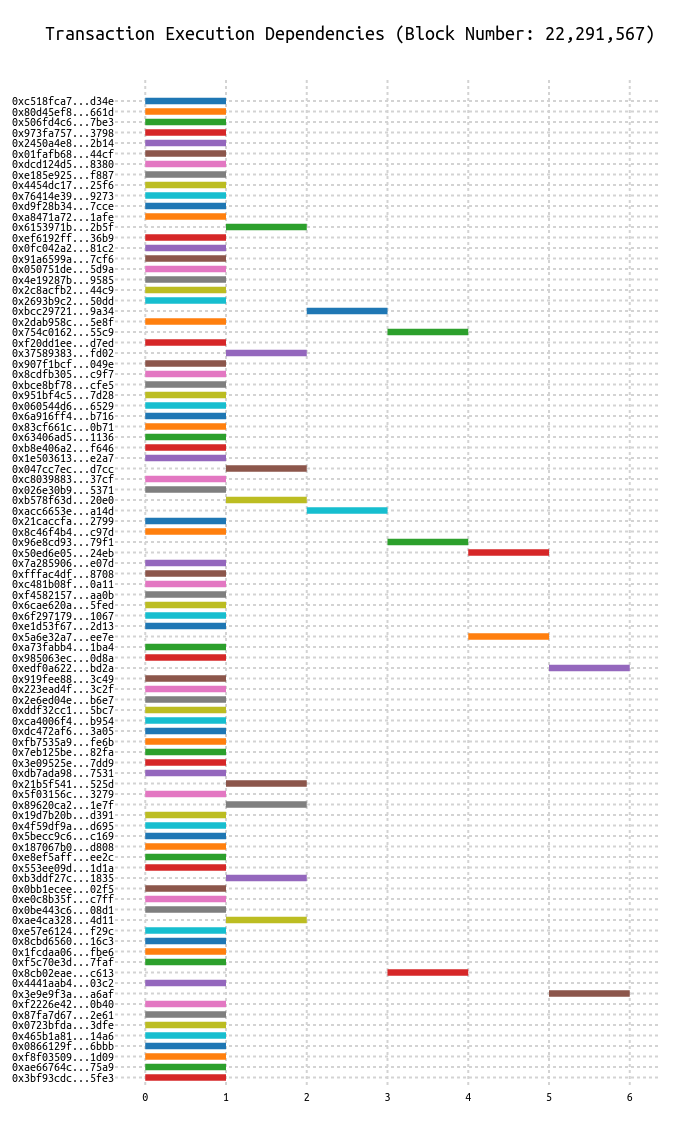 Transaction Execution Dependencies (Block Number: 22,291,567)
0xc518fca7...d34e
0x80d45ef8...661d
0x506fd4c6...7be3
0x973fa757...3798
0x2450a4e8...2b14
0x01fafb68...44cf
0xdcd124d5...8380
0xe185e925...f887
0x4454dc17...25f6
0x76414e39...9273
0xd9f28b34...7cce
0xa8471a72...1afe
0x6153971b...2b5f
0xef6192ff...36b9
0x0fc042a2...81c2
0x91a6599a...7cf6
0x050751de...5d9a
0x4e19287b...9585
0x2c8acfb2...44c9
0x2693b9c2...50dd
0xbcc29721...9a34
0x2dab958c...5e8f
0x754c0162...55c9
0xf20dd1ee...d7ed
0x37589383...fd02
0x907f1bcf...049e
0x8cdfb305...c9f7
0xbce8bf78...cfe5
0x951bf4c5...7d28
0x060544d6...6529
0x6a916ff4...b716
0x83cf661c...0b71
0x63406ad5...1136
0xb8e406a2...f646
0x1e503613...e2a7
0x047cc7ec...d7cc
0xc8039883...37cf
0x026e30b9...5371
0xb578f63d...20e0
0xacc6653e...a14d
0x21caccfa...2799
0x8c46f4b4...c97d
0x96e8cd93...79f1
0x50ed6e05...24eb
0x7a285906...e07d
0xfffac4df...8708
0xc481b08f...0a11
0xf4582157...aa0b
0x6cae620a...5fed
0x6f297179...1067
0xe1d53f67...2d13
0x5a6e32a7...ee7e
0xa73fabb4...1ba4
0x985063ec...0d8a
0xedf0a622...bd2a
0x919fee88...3c49
0x223ead4f...3c2f
0x2e6ed04e...b6e7
0xddf32cc1...5bc7
0xca4006f4...b954
0xdc472af6...3a05
0xfb7535a9...fe6b
0x7eb125be...82fa
0x3e09525e...7dd9
0xdb7ada98...7531
0x21b5f541...525d
0x5f03156c...3279
0x89620ca2...1e7f
0x19d7b20b...d391
0x4f59df9a...d695
0x5becc9c6...c169
0x187067b0...d808
0xe8ef5aff...ee2c
0x553ee09d...1d1a
0xb3ddf27c...1835
0x0bb1ecee...02f5
0xe0c8b35f...c7ff
0x0be443c6...08d1
0xae4ca328...4d11
0xe57e6124...f29c
0x8cbd6560...16c3
0x1fcdaa06...fbe6
0xf5c70e3d...7faf
0x8cb02eae...c613
0x4441aab4...03c2
0x3e9e9f3a...a6af
0xf2226e42...0b40
0x87fa7d67...2e61
0x0723bfda...3dfe
0x465b1a81...14a6
0x0866129f...6bbb
0xf8f03509...1d09
0xae66764c...75a9
0x3bf93cdc...5fe3
0 1 2 3 4 5 6